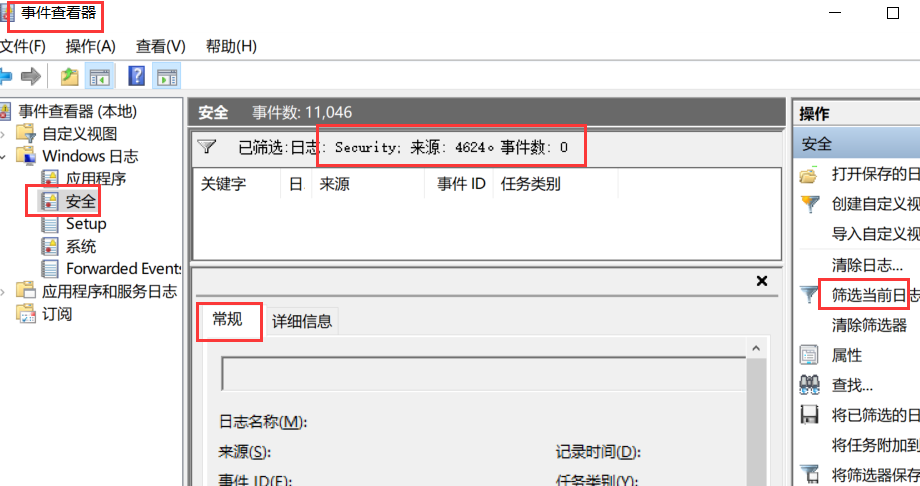 事件查看器
文件(F) 操作(A) 查看(V) 帮助(H)
事件查看器 (本地)
自定义视图
Windows 日志
应用程序
安全
Setup
系统
Forwarded Events
应用程序和服务日志
订阅
安全 事件数: 11,046
已筛选:日志: Security; 来源: 4624。事件数: 0
关键字 日. 来源 事件 ID 任务类别
常规 详细信息
日志名称(M):
来源(S): 记录时间(D):
事件 ID(E): 任务类别(Y):
操作
安全
打开保存的日
创建自定义视
导入自定义视
清除日志...
筛选当前日志
清除筛选器
属性
查找...
将已筛选的日
将任务附加到
将筛选器保存